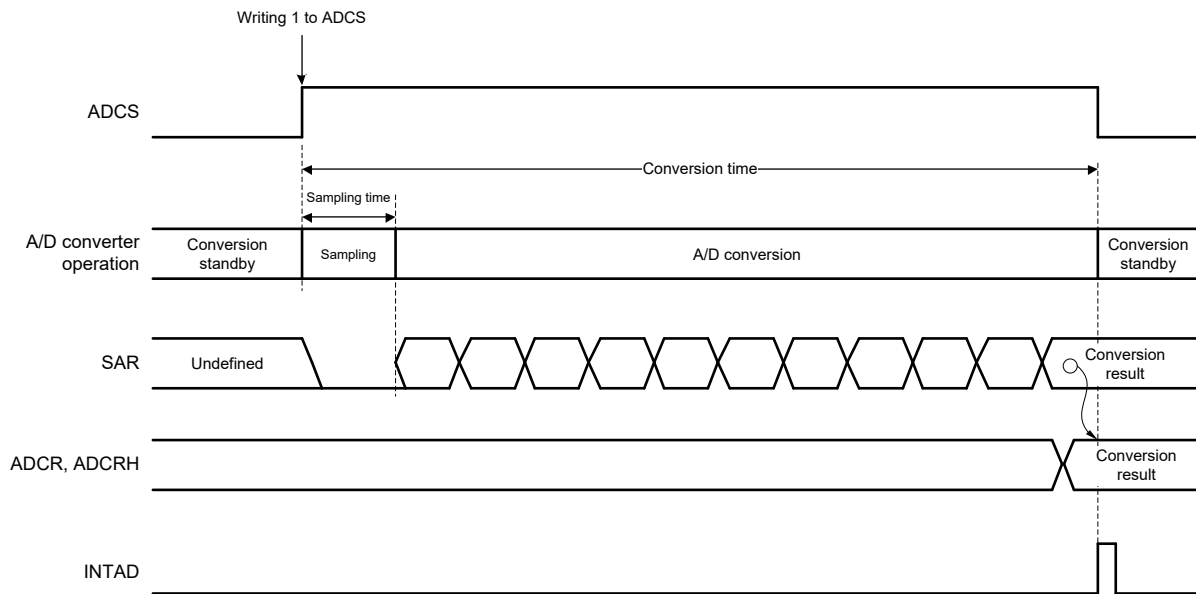 Writing 1 to ADCS
ADCS
Conversion time
Sampling time
A/D converter
operation
Conversion
standby
Sampling
A/D conversion
Conversion
standby
SAR
Undefined
Conversion
result
ADCR, ADCRH
Conversion
result
INTAD